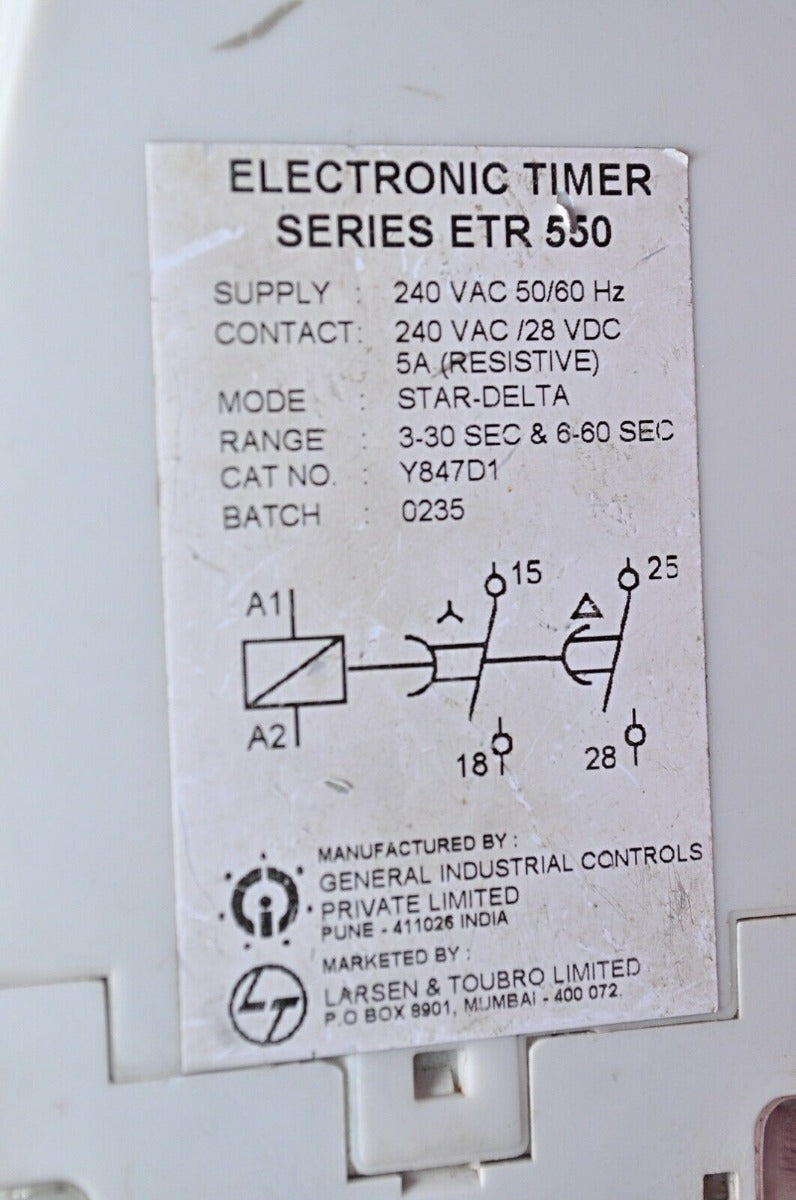 ELECTRONIC TIMER
SERIES ETR 550
SUPPLY : 240 VAC 50/60 Hz
CONTACT: 240 VAC /28 VDC
5A (RESISTIVE)
MODE : STAR-DELTA
RANGE : 3-30 SEC & 6-60 SEC
CAT NO. : Y847D1
BATCH : 0235
A1 15 25
A2 18 28
MANUFACTURED BY :
GENERAL INDUSTRIAL CONTROLS
PRIVATE LIMITED
PUNE - 411026 INDIA
MARKETED BY :
LT LARSEN & TOUBRO LIMITED
P.O BOX 8901, MUMBAI - 400 072.